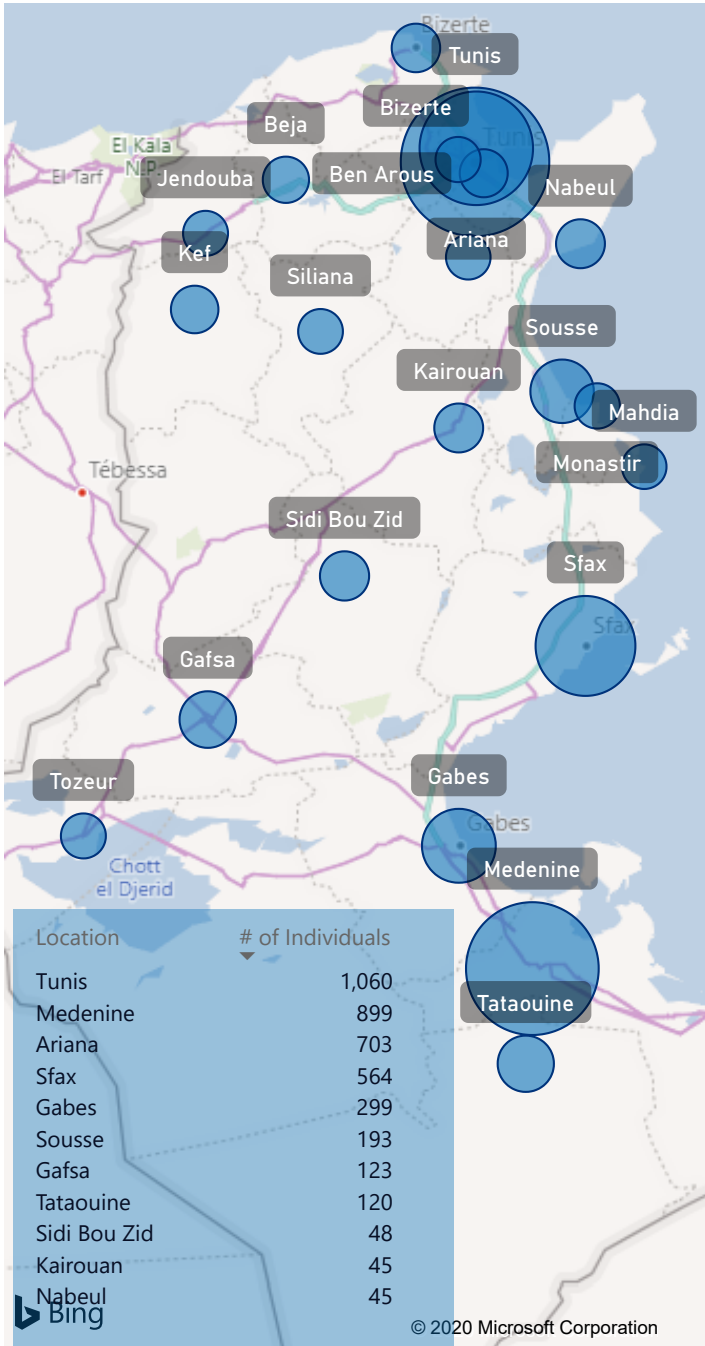 Bizerte
Tunis
Bizerte
Tunis
Beja
El Kala
N.P.
El Tarf
Jendouba
Ben Arous
Nabeul
Kef
Ariana
Siliana
Sousse
Kairouan
Mahdia
Monastir
Tébessa
Sidi Bou Zid
Sfax
Sfax
Gafsa
Gabes
Tozeur
Gabes
Chott
el Djerid
Medenine
Tataouine
Location # of Individuals
Tunis 1,060
Medenine 899
Ariana 703
Sfax 564
Gabes 299
Sousse 193
Gafsa 123
Tataouine 120
Sidi Bou Zid 48
Kairouan 45
Nabeul 45
Bing
© 2020 Microsoft Corporation